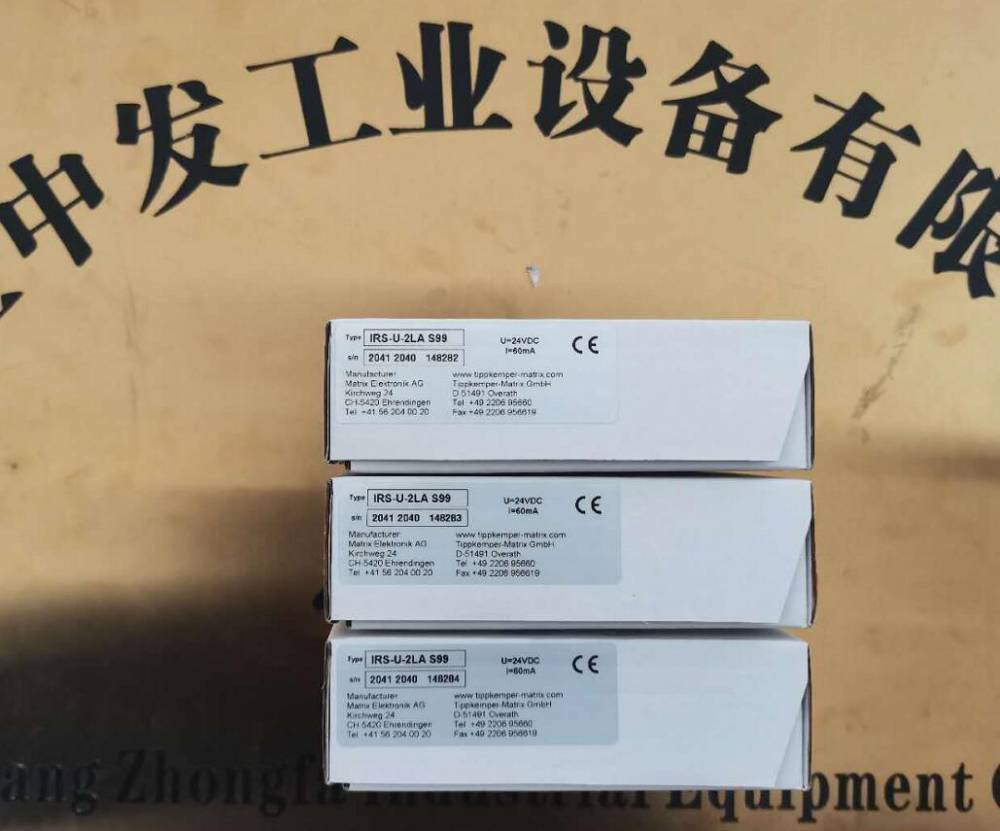 中发工业设备有限
Type IRS-U-2LA S99 U=24VDC CE
s/n 2041 2040 148282 I=60mA
Manufacturer www.tippkemper-matrix.com
Matrix Elektronik AG Tippkemper-Matrix GmbH
Kirchweg 24 D-51491 Overath
CH-5420 Ehrendingen Tel +49 2206 95660
Tel +41 56 204 00 20 Fax +49 2206 956619
Type IRS-U-2LA S99 U=24VDC CE
s/n 2041 2040 148283 I=60mA
Manufacturer www.tippkemper-matrix.com
Matrix Elektronik AG Tippkemper-Matrix GmbH
Kirchweg 24 D-51491 Overath
CH-5420 Ehrendingen Tel +49 2206 95660
Tel +41 56 204 00 20 Fax +49 2206 956619
Type IRS-U-2LA S99 U=24VDC CE
s/n 2041 2040 148284 I=60mA
Manufacturer www.tippkemper-matrix.com
Matrix Elektronik AG Tippkemper-Matrix GmbH
Kirchweg 24 D-51491 Overath
CH-5420 Ehrendingen Tel +49 2206 95660
Tel +41 56 204 00 20 Fax +49 2206 956619
ang Zhongfa Industrial Equipment